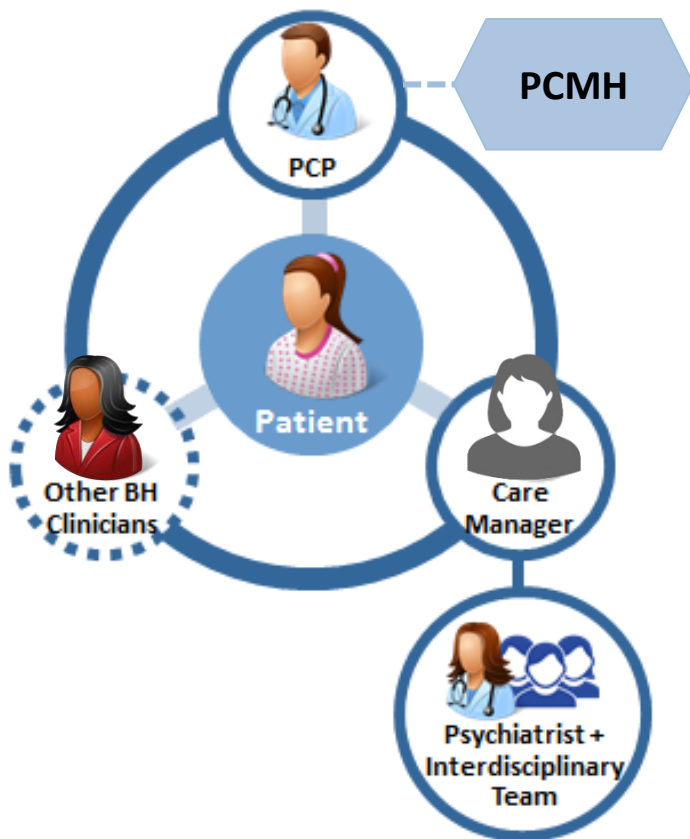 PCMH
PCP
Patient
Other BH
Clinicians
Care
Manager
Psychiatrist +
Interdisciplinary
Team